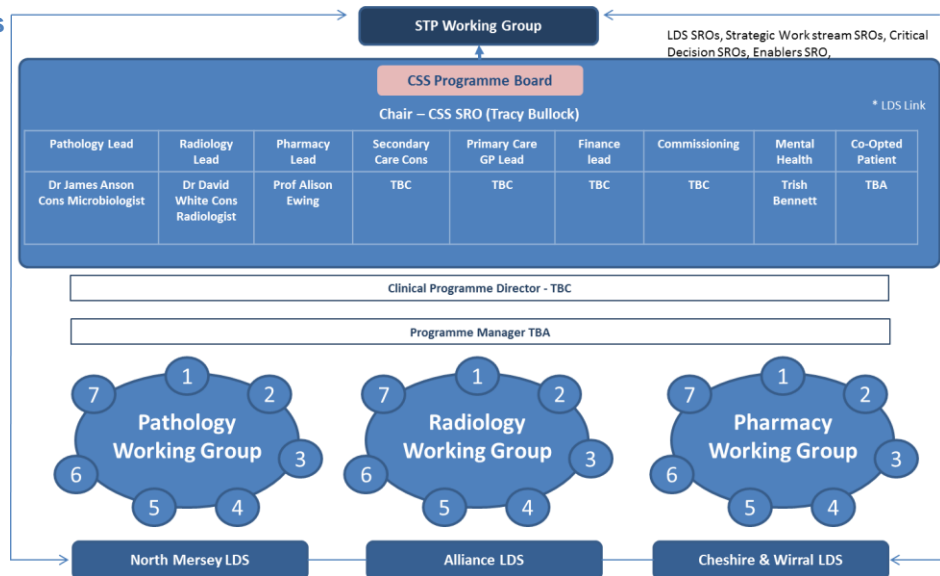 s
STP Working Group
LDS SROs, Strategic Work stream SROs, Critical
Decision SROs, Enablers SRO,
CSS Programme Board
Chair – CSS SRO (Tracy Bullock)
* LDS Link
Pathology Lead
Radiology
Lead
Pharmacy
Lead
Secondary
Care Cons
Primary Care
GP Lead
Finance
lead
Commissioning
Mental
Health
Co-Opted
Patient
Dr James Anson
Cons Microbiologist
Dr David
White Cons
Radiologist
Prof Alison
Ewing
TBC
TBC
TBC
TBC
Trish
Bennett
TBA
Clinical Programme Director - TBC
Programme Manager TBA
1
2
3
4
5
6
7
Pathology
Working Group
1
2
3
4
5
6
7
Radiology
Working Group
1
2
3
4
5
6
7
Pharmacy
Working Group
North Mersey LDS
Alliance LDS
Cheshire & Wirral LDS